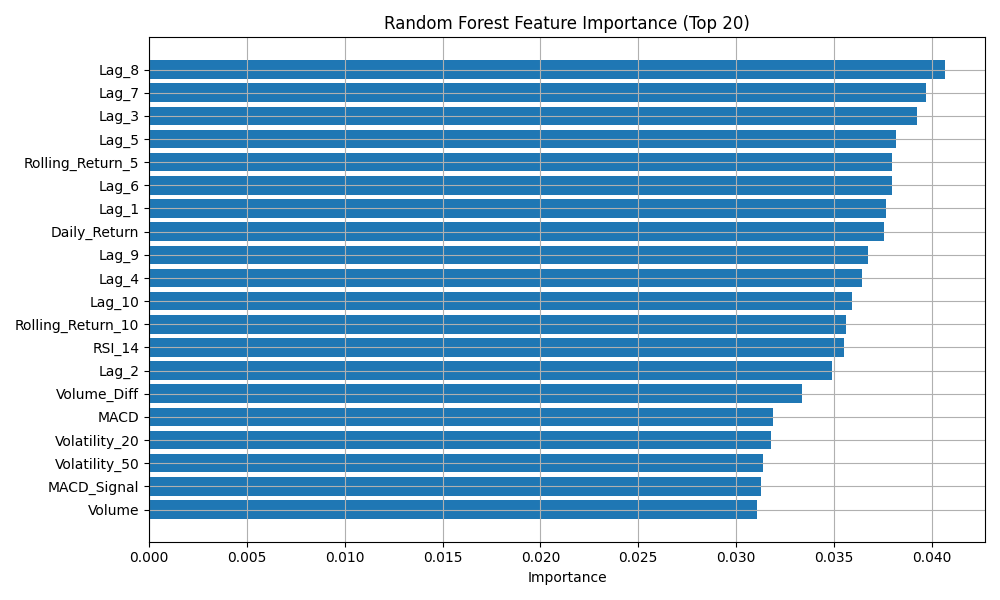 Random Forest Feature Importance (Top 20)
Lag_8
Lag_7
Lag_3
Lag_5
Rolling_Return_5
Lag_6
Lag_1
Daily_Return
Lag_9
Lag_4
Lag_10
Rolling_Return_10
RSI_14
Lag_2
Volume_Diff
MACD
Volatility_20
Volatility_50
MACD_Signal
Volume
0.000 0.005 0.010 0.015 0.020 0.025 0.030 0.035 0.040
Importance